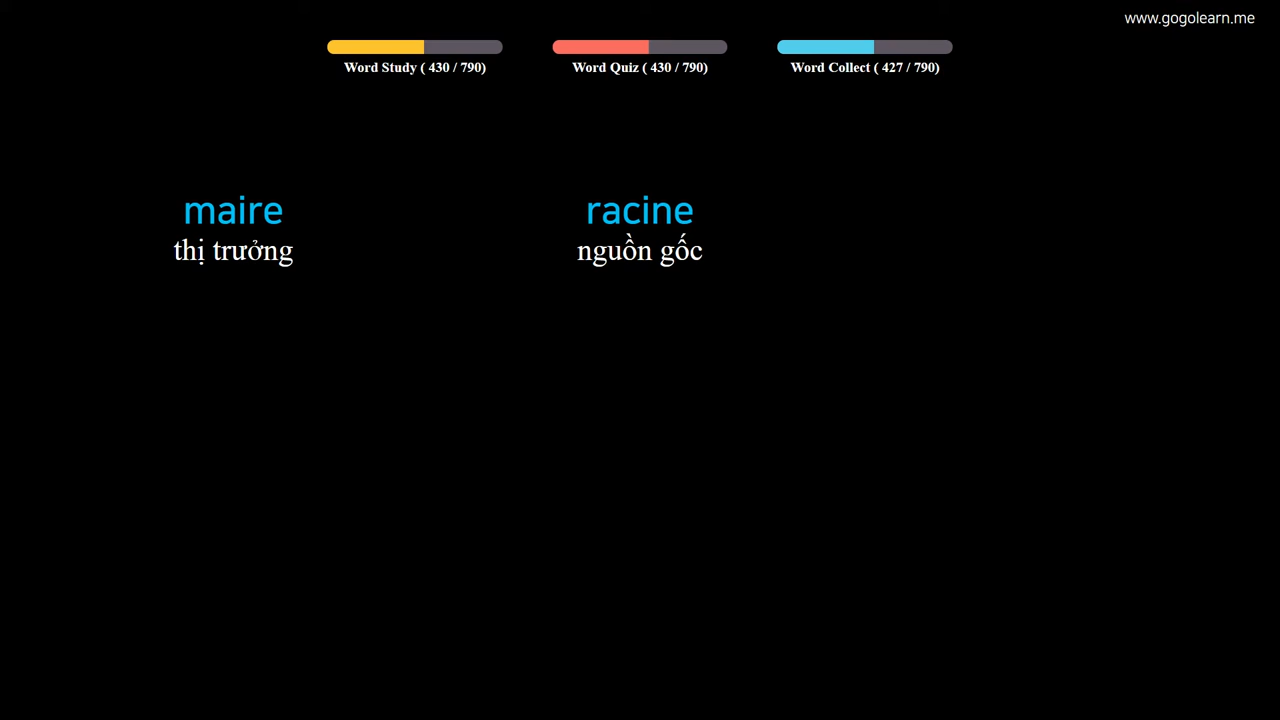 www.gogolearn.me
Word Study ( 430 / 790)
Word Quiz ( 430 / 790)
Word Collect ( 427 / 790)
maire
thị trưởng
racine
nguồn gốc